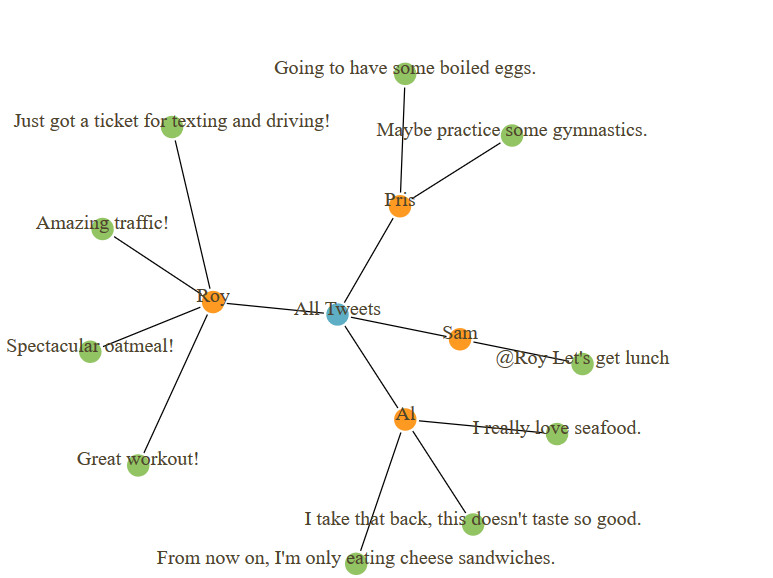 Going to have some boiled eggs.
Just got a ticket for texting and driving!
Maybe practice some gymnastics.
Pris
Amazing traffic!
Roy
All Tweets
Sam
Spectacular oatmeal!
@Roy Let's get lunch
Al
I really love seafood.
Great workout!
I take that back, this doesn't taste so good.
From now on, I'm only eating cheese sandwiches.